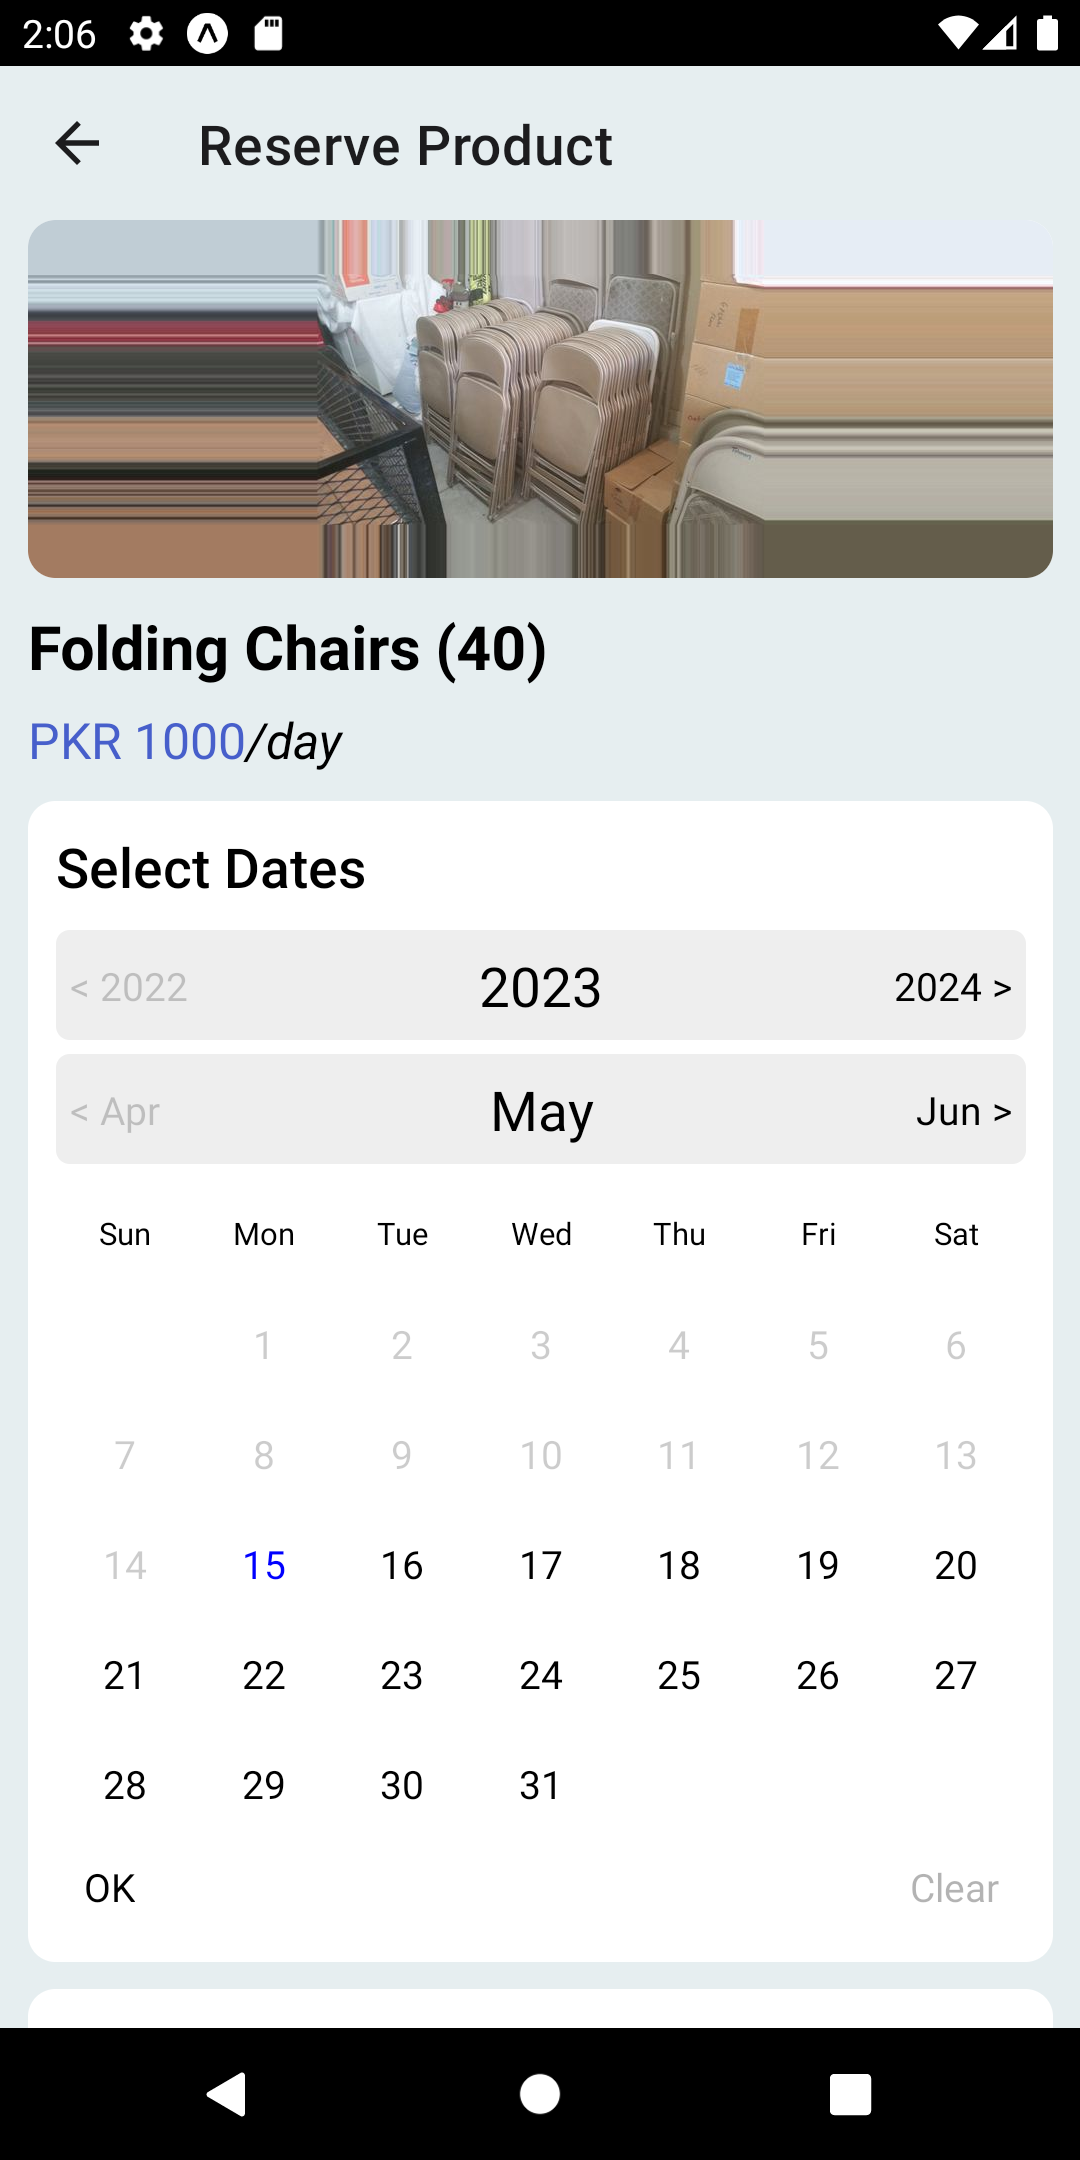 2:06
Reserve Product
Folding Chairs (40)
PKR 1000/day
Select Dates
< 2022 2023 2024 >
< Apr May Jun >
Sun Mon Tue Wed Thu Fri Sat
1 2 3 4 5 6
7 8 9 10 11 12 13
14 15 16 17 18 19 20
21 22 23 24 25 26 27
28 29 30 31
OK Clear